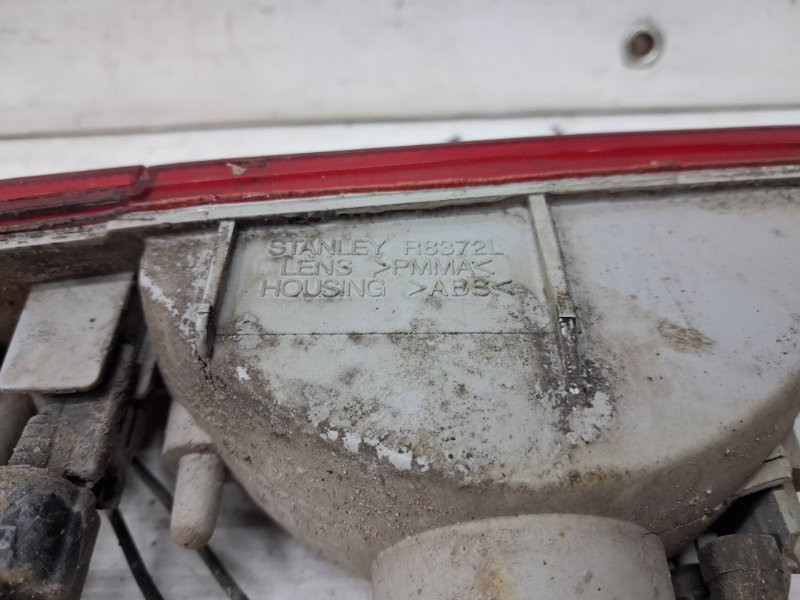 STANLEY R8372L
LENS >PMMA<
HOUSING >ABS<